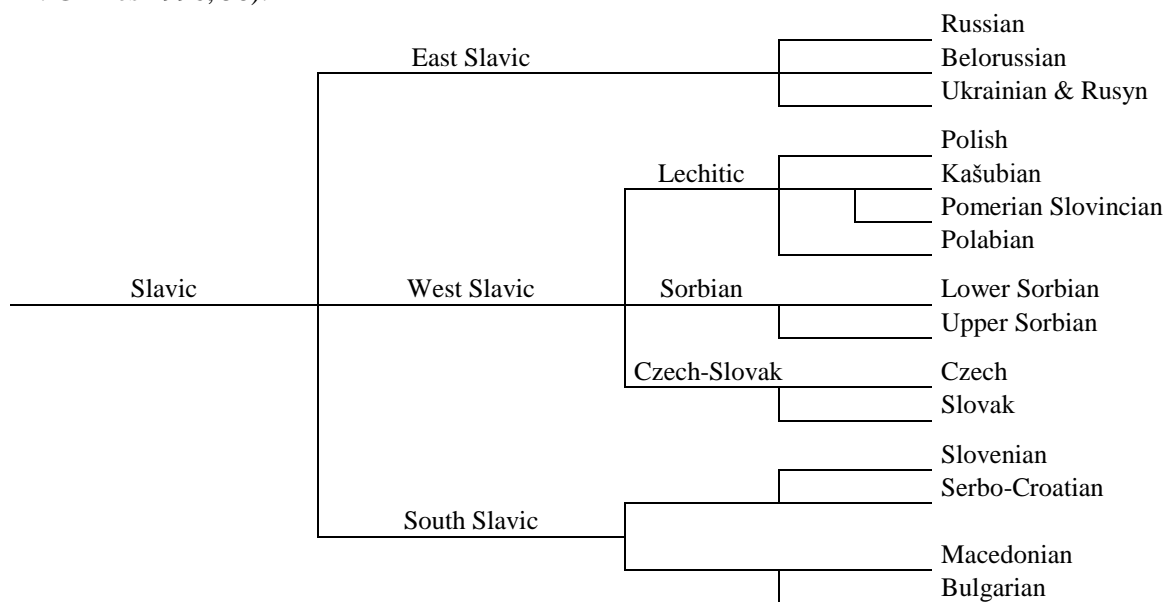 Russian
East Slavic
Belorussian
Ukrainian & Rusyn
Polish
Lechitic
Kašubian
Pomerian Slovincian
Polabian
Slavic
West Slavic
Sorbian
Lower Sorbian
Upper Sorbian
Czech-Slovak
Czech
Slovak
Slovenian
Serbo-Croatian
South Slavic
Macedonian
Bulgarian